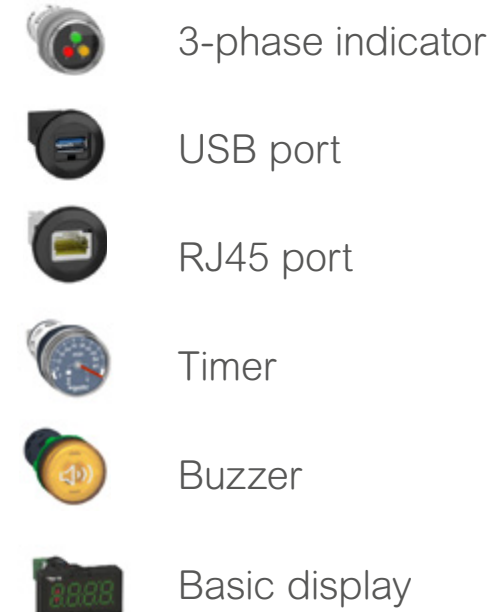 3-phase indicator
USB port
RJ45 port
Timer
Buzzer
Basic display